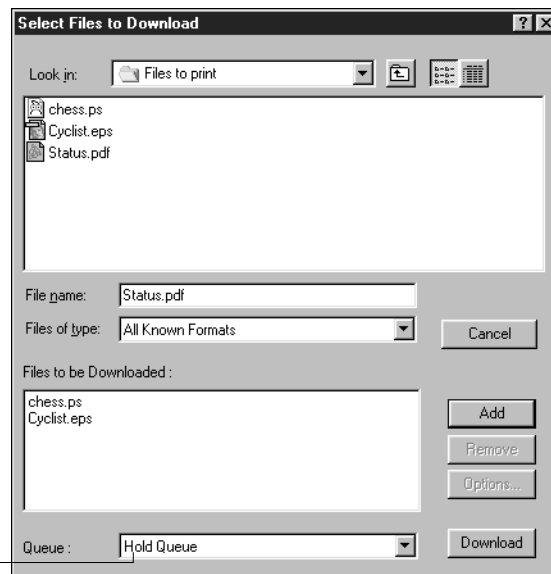 Select Files to Download
Look in: Files to print
chess.ps
Cyclist.eps
Status.pdf
File name: Status.pdf
Files of type: All Known Formats
Cancel
Files to be Downloaded :
chess.ps
Cyclist.eps
Add
Remove
Options...
Queue : Hold Queue
Download